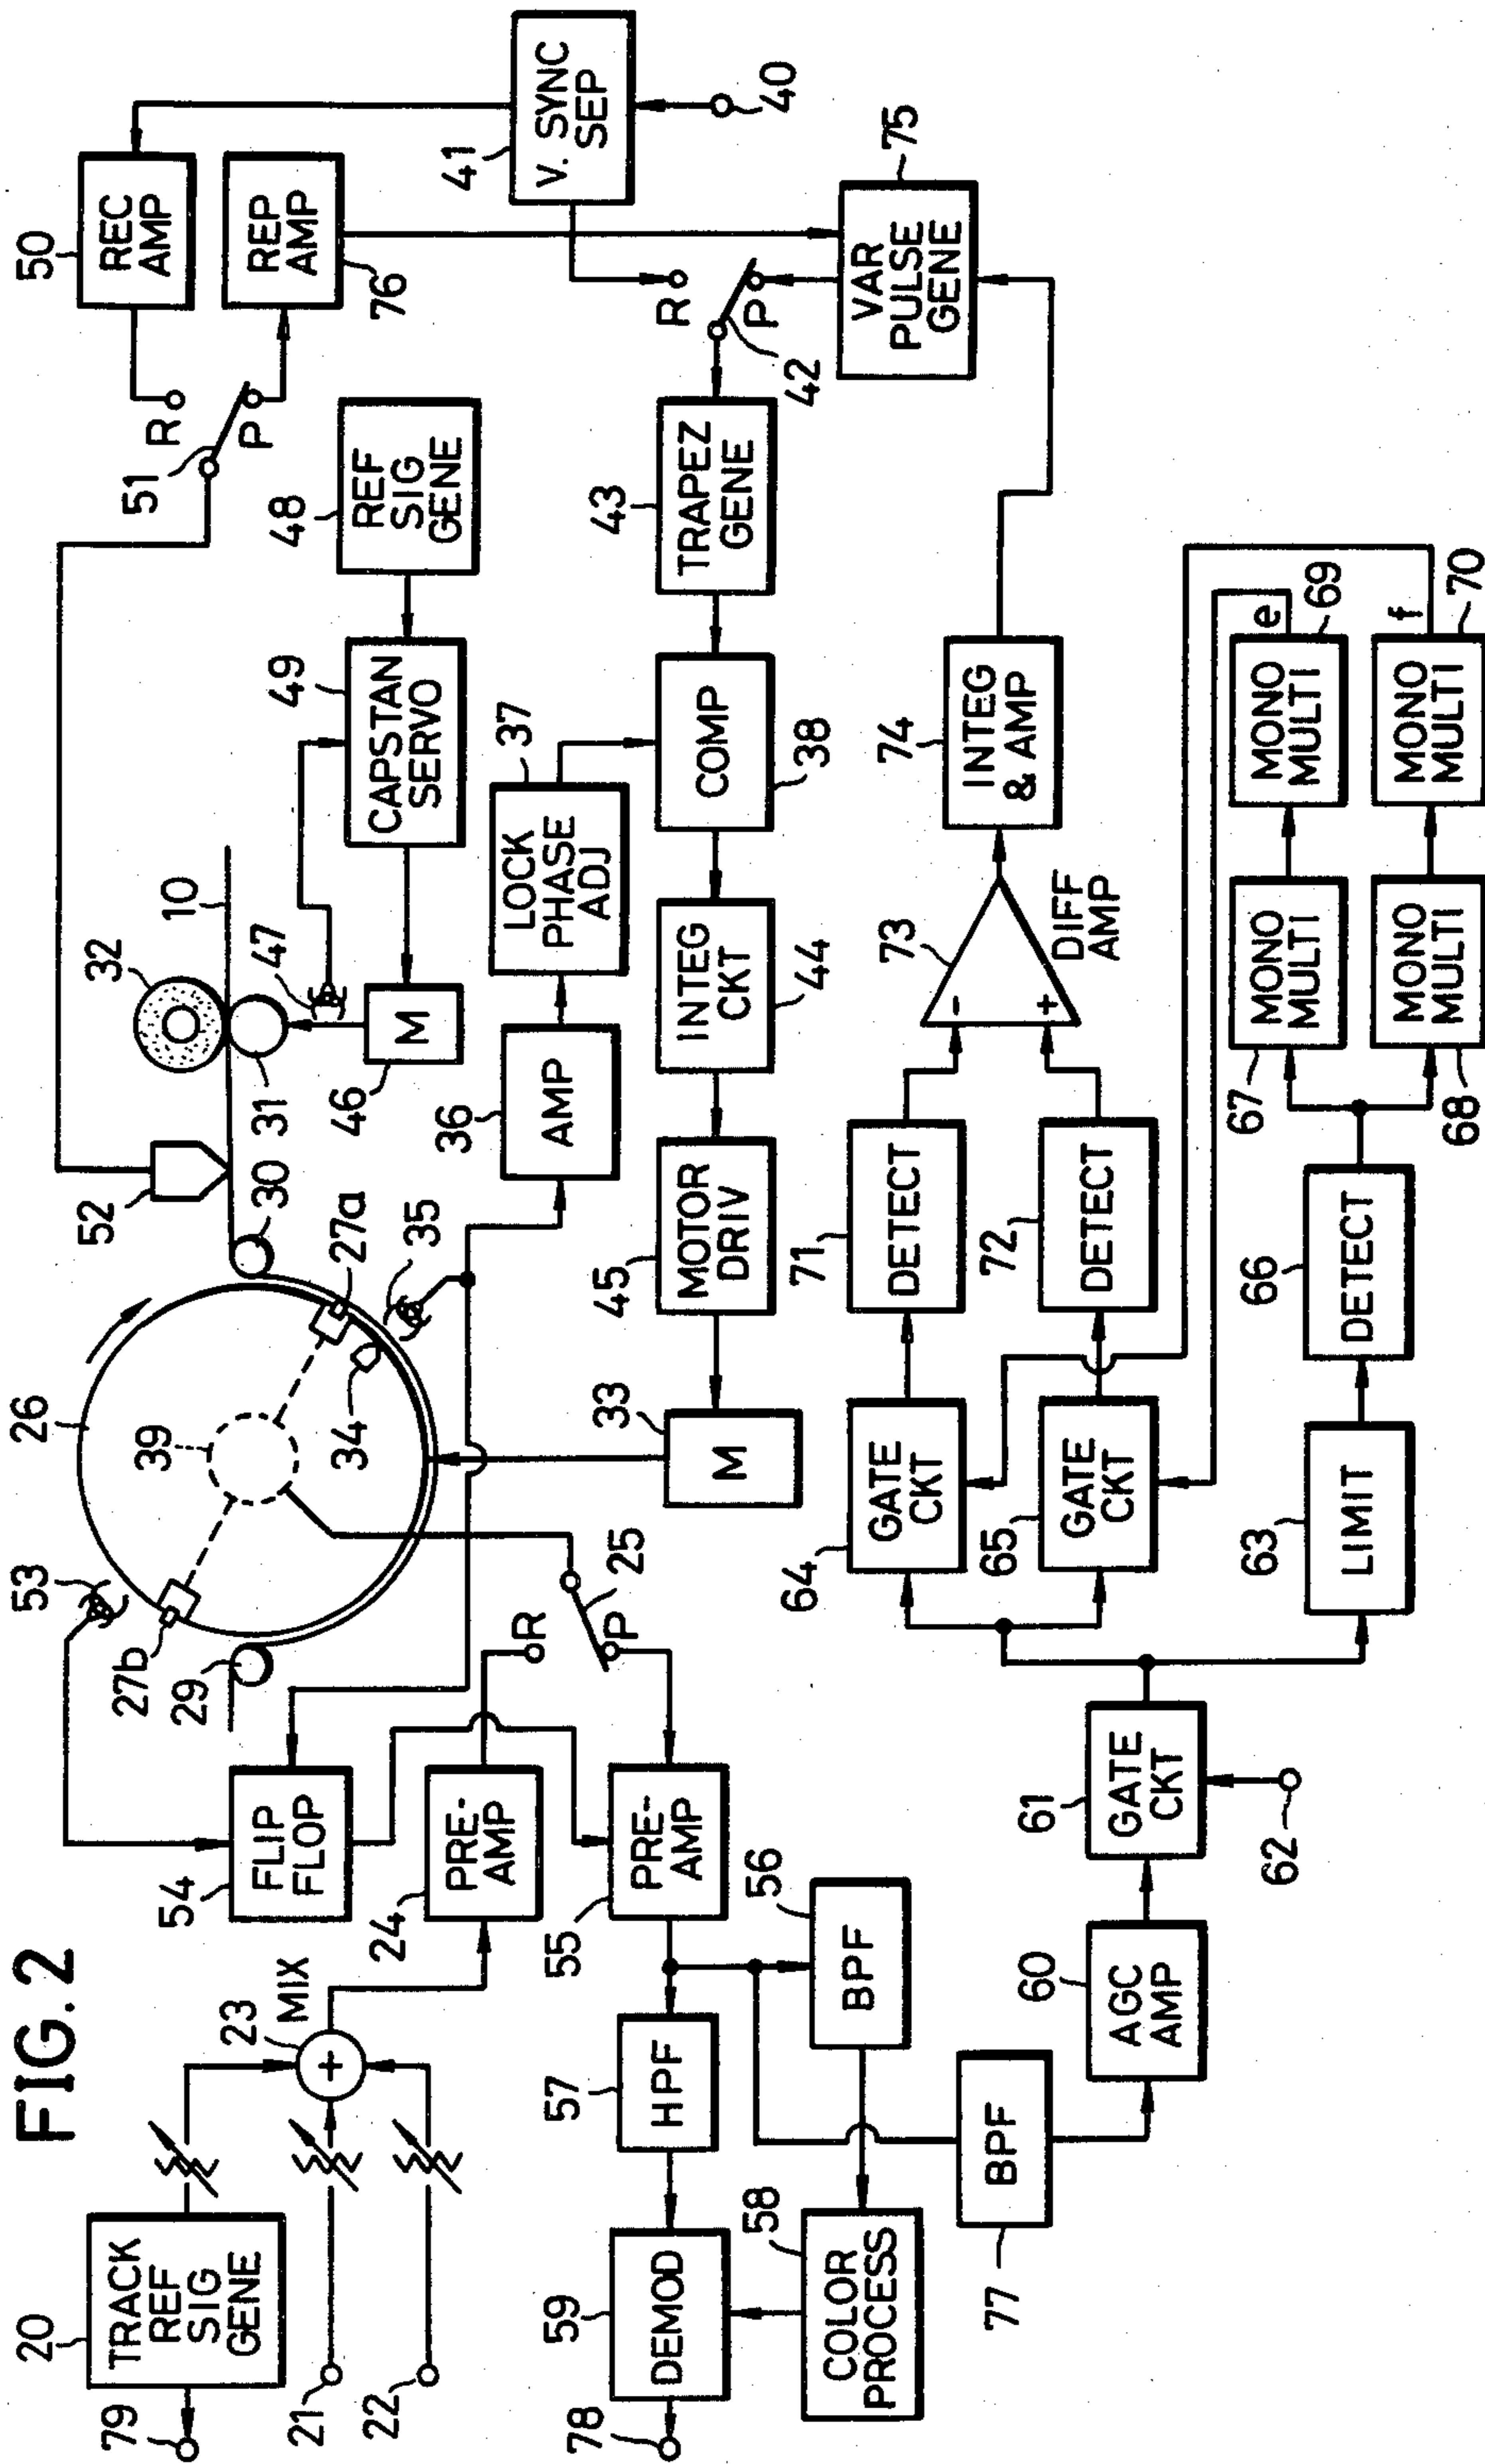 FIG. 2
20
TRACK
REF
SIG
GENE
79
21
22
23
MIX
+
24
PRE-
AMP
R
P
25
54
FLIP
FLOP
53
27b
29
26
39
34
27a
35
30
52
32
10
31
47
46
M
49
CAPSTAN
SERVO
48
REF
SIG
GENE
51
R
P
50
REC
AMP
REP
AMP
76
41
V. SYNC
SEP
40
R
P
42
75
VAR
PULSE
GENE
43
TRAPEZ
GENE
38
COMP
37
LOCK
PHASE
ADJ
36
AMP
44
INTEG
CKT
45
MOTOR
DRIV
33
M
55
PRE-
AMP
57
HPF
56
BPF
59
DEMOD
78
58
COLOR
PROCESS
77
BPF
60
AGC
AMP
61
GATE
CKT
62
64
GATE
CKT
65
GATE
CKT
63
LIMIT
66
DETECT
71
DETECT
72
DETECT
73
-
+
DIFF
AMP
74
INTEG
& AMP
67
MONO
MULTI
68
MONO
MULTI
69
MONO
MULTI
e
70
MONO
MULTI
f